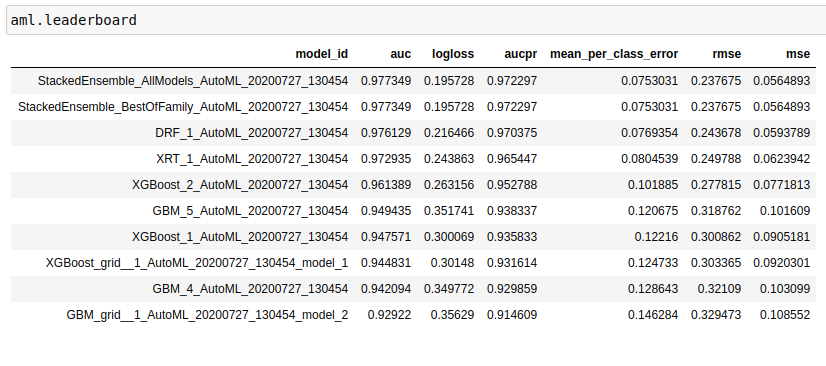 aml.leaderboard
model_id auc logloss aucpr mean_per_class_error rmse mse
StackedEnsemble_AllModels_AutoML_20200727_130454 0.977349 0.195728 0.972297 0.0753031 0.237675 0.0564893
StackedEnsemble_BestOfFamily_AutoML_20200727_130454 0.977349 0.195728 0.972297 0.0753031 0.237675 0.0564893
DRF_1_AutoML_20200727_130454 0.976129 0.216466 0.970375 0.0769354 0.243678 0.0593789
XRT_1_AutoML_20200727_130454 0.972935 0.243863 0.965447 0.0804539 0.249788 0.0623942
XGBoost_2_AutoML_20200727_130454 0.961389 0.263156 0.952788 0.101885 0.277815 0.0771813
GBM_5_AutoML_20200727_130454 0.949435 0.351741 0.938337 0.120675 0.318762 0.101609
XGBoost_1_AutoML_20200727_130454 0.947571 0.300069 0.935833 0.12216 0.300862 0.0905181
XGBoost_grid__1_AutoML_20200727_130454_model_1 0.944831 0.30148 0.931614 0.124733 0.303365 0.0920301
GBM_4_AutoML_20200727_130454 0.942094 0.349772 0.929859 0.128643 0.32109 0.103099
GBM_grid__1_AutoML_20200727_130454_model_2 0.92922 0.35629 0.914609 0.146284 0.329473 0.108552